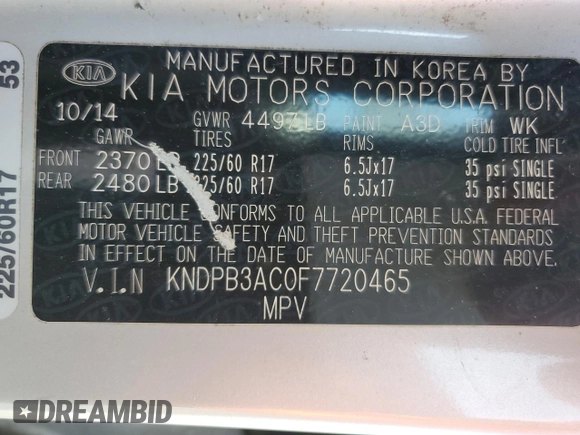 MANUFACTURED IN KOREA BY
KIA KIA MOTORS CORPORATION
10/14 GVWR 4497LB PAINT A3D TRIM WK
GAWR TIRES RIMS COLD TIRE INFL
FRONT 2370 LB 225/60 R17 6.5Jx17 35 psi SINGLE
REAR 2480 LB 225/60 R17 6.5Jx17 35 psi SINGLE
THIS VEHICLE CONFORMS TO ALL APPLICABLE U.S.A. FEDERAL
MOTOR VEHICLE SAFETY AND THEFT PREVENTION STANDARDS
IN EFFECT ON THE DATE OF MANUFACTURE SHOWN ABOVE.
V.I.N KNDPB3AC0F7720465
MPV
53
225/60R17
DREAMBID